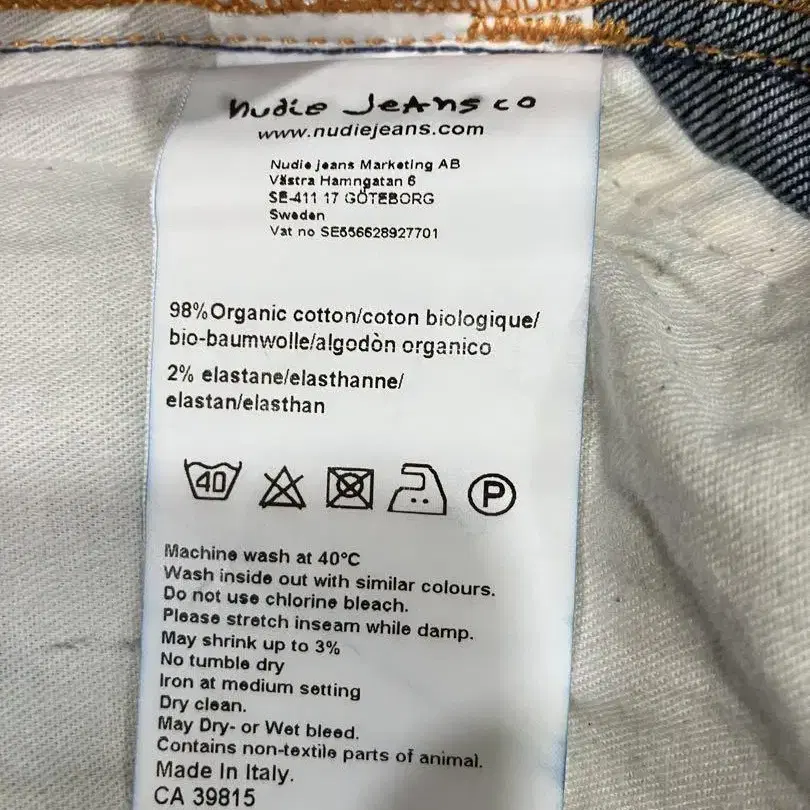 nudie Jeans co
www.nudiejeans.com
Nudie jeans Marketing AB
Västra Hamngatan 6
SE-411 17 GÖTEBORG
Sweden
Vat no SE556628927701
98%Organic cotton/coton biologique/
bio-baumwolle/algodòn organico
2% elastane/elasthanne/
elastan/elasthan
40
P
Machine wash at 40°C
Wash inside out with similar colours.
Do not use chlorine bleach.
Please stretch inseam while damp.
May shrink up to 3%
No tumble dry
Iron at medium setting
Dry clean.
May Dry- or Wet bleed.
Contains non-textile parts of animal.
Made In Italy.
CA 39815